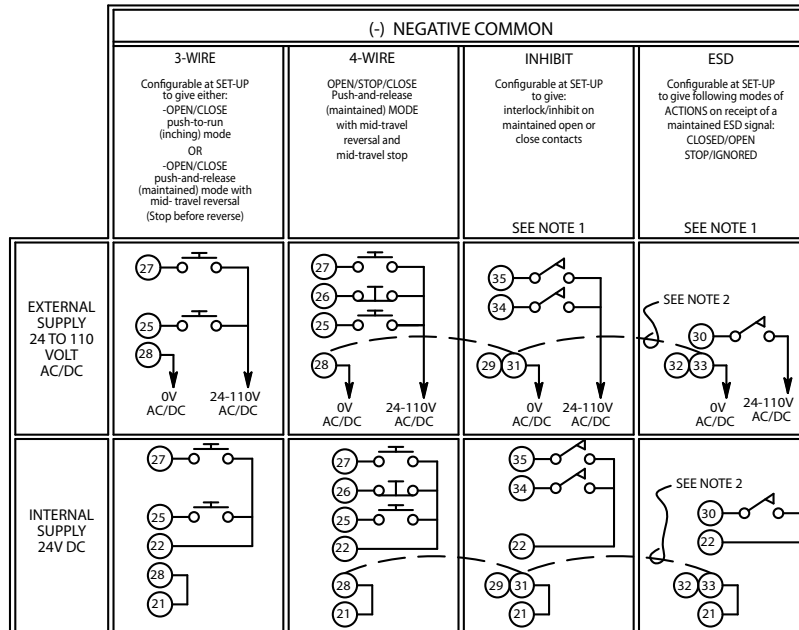 (-) NEGATIVE COMMON
3-WIRE
Configurable at SET-UP
to give either:
-OPEN/CLOSE
push-to-run
(inching) mode
OR
-OPEN/CLOSE
push-and-release
(maintained) mode with
mid- travel reversal
(Stop before reverse)
4-WIRE
OPEN/STOP/CLOSE
Push-and-release
(maintained) MODE
with mid-travel
reversal and
mid-travel stop
INHIBIT
Configurable at SET-UP
to give:
interlock/inhibit on
maintained open or
close contacts
SEE NOTE 1
ESD
Configurable at SET-UP
to give following modes of
ACTIONS on receipt of a
maintained ESD signal:
CLOSED/OPEN
STOP/IGNORED
SEE NOTE 1
EXTERNAL
SUPPLY
24 TO 110
VOLT
AC/DC
27
25
28
0V
AC/DC
24-110V
AC/DC
27
26
25
28
0V
AC/DC
24-110V
AC/DC
35
34
29 31
0V
AC/DC
24-110V
AC/DC
SEE NOTE 2
30
32 33
0V
AC/DC
24-110V
AC/DC
INTERNAL
SUPPLY
24V DC
27
25
22
28
21
27
26
25
22
28
21
35
34
22
29 31
21
SEE NOTE 2
30
22
32 33
21